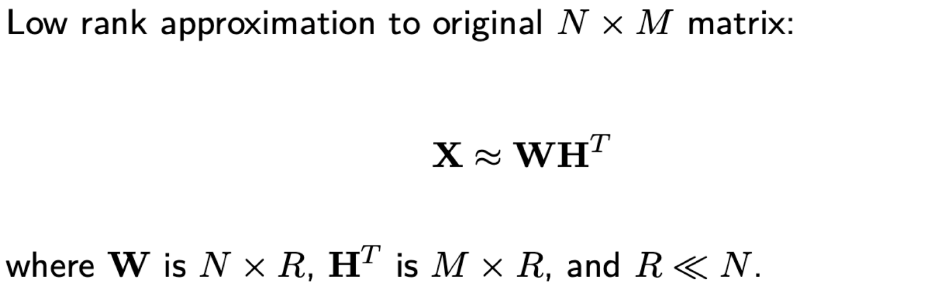 Low rank approximation to original N × M matrix:
X ≈ WH^T
where W is N × R, H^T is M × R, and R ≪ N.